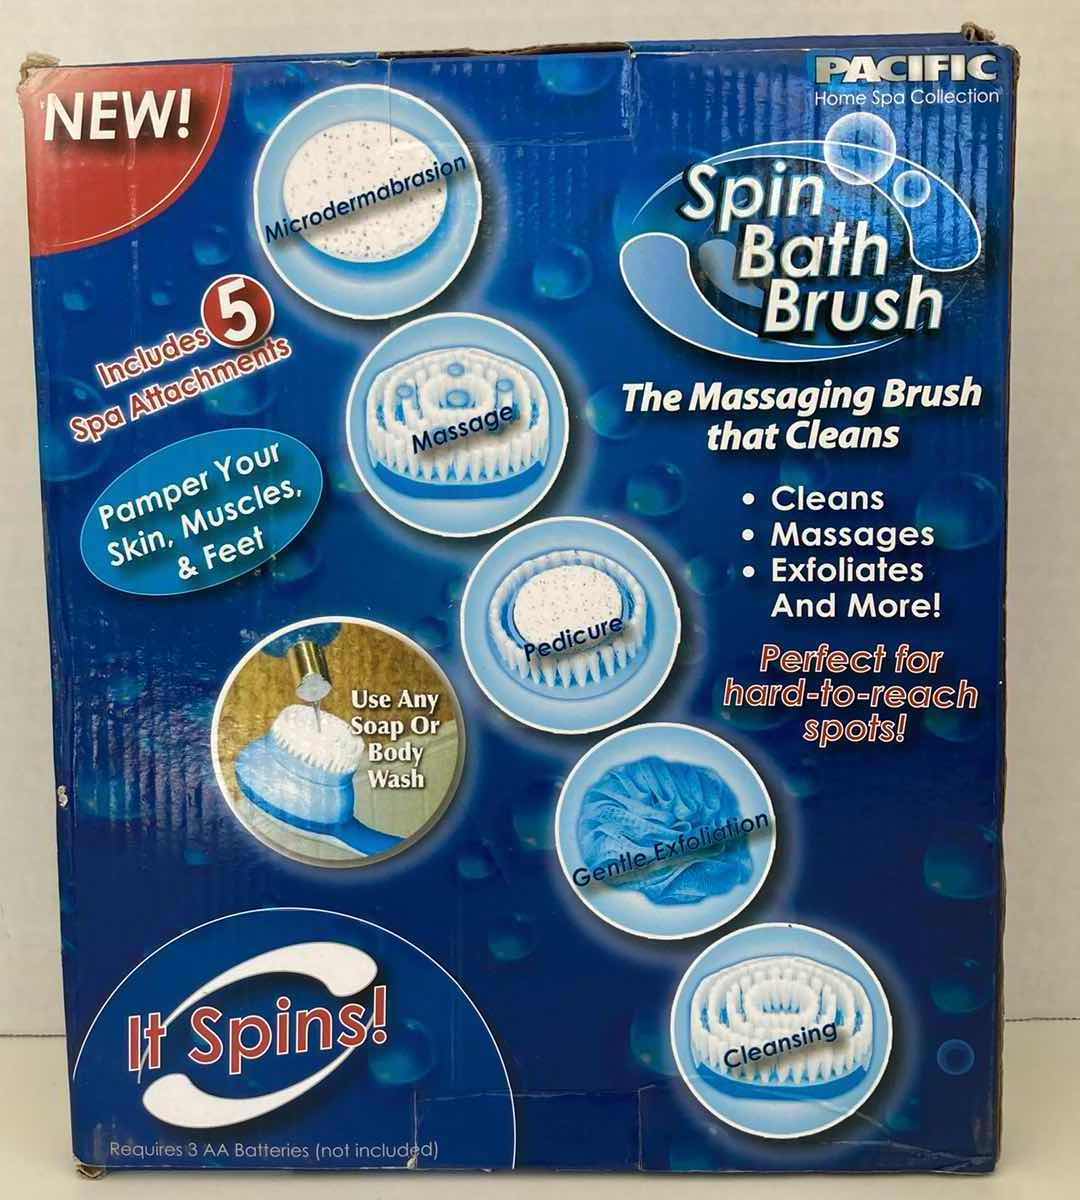 NEW!
PACIFIC
Home Spa Collection
Microdermabrasion
Spin
Bath
Brush
Includes 5
Spa Attachments
Massage
The Massaging Brush
that Cleans
Pamper Your
Skin, Muscles,
& Feet
• Cleans
• Massages
• Exfoliates
And More!
Pedicure
Perfect for
hard-to-reach
spots!
Use Any
Soap Or
Body
Wash
Gentle Exfoliation
It Spins!
Cleansing
Requires 3 AA Batteries (not included)